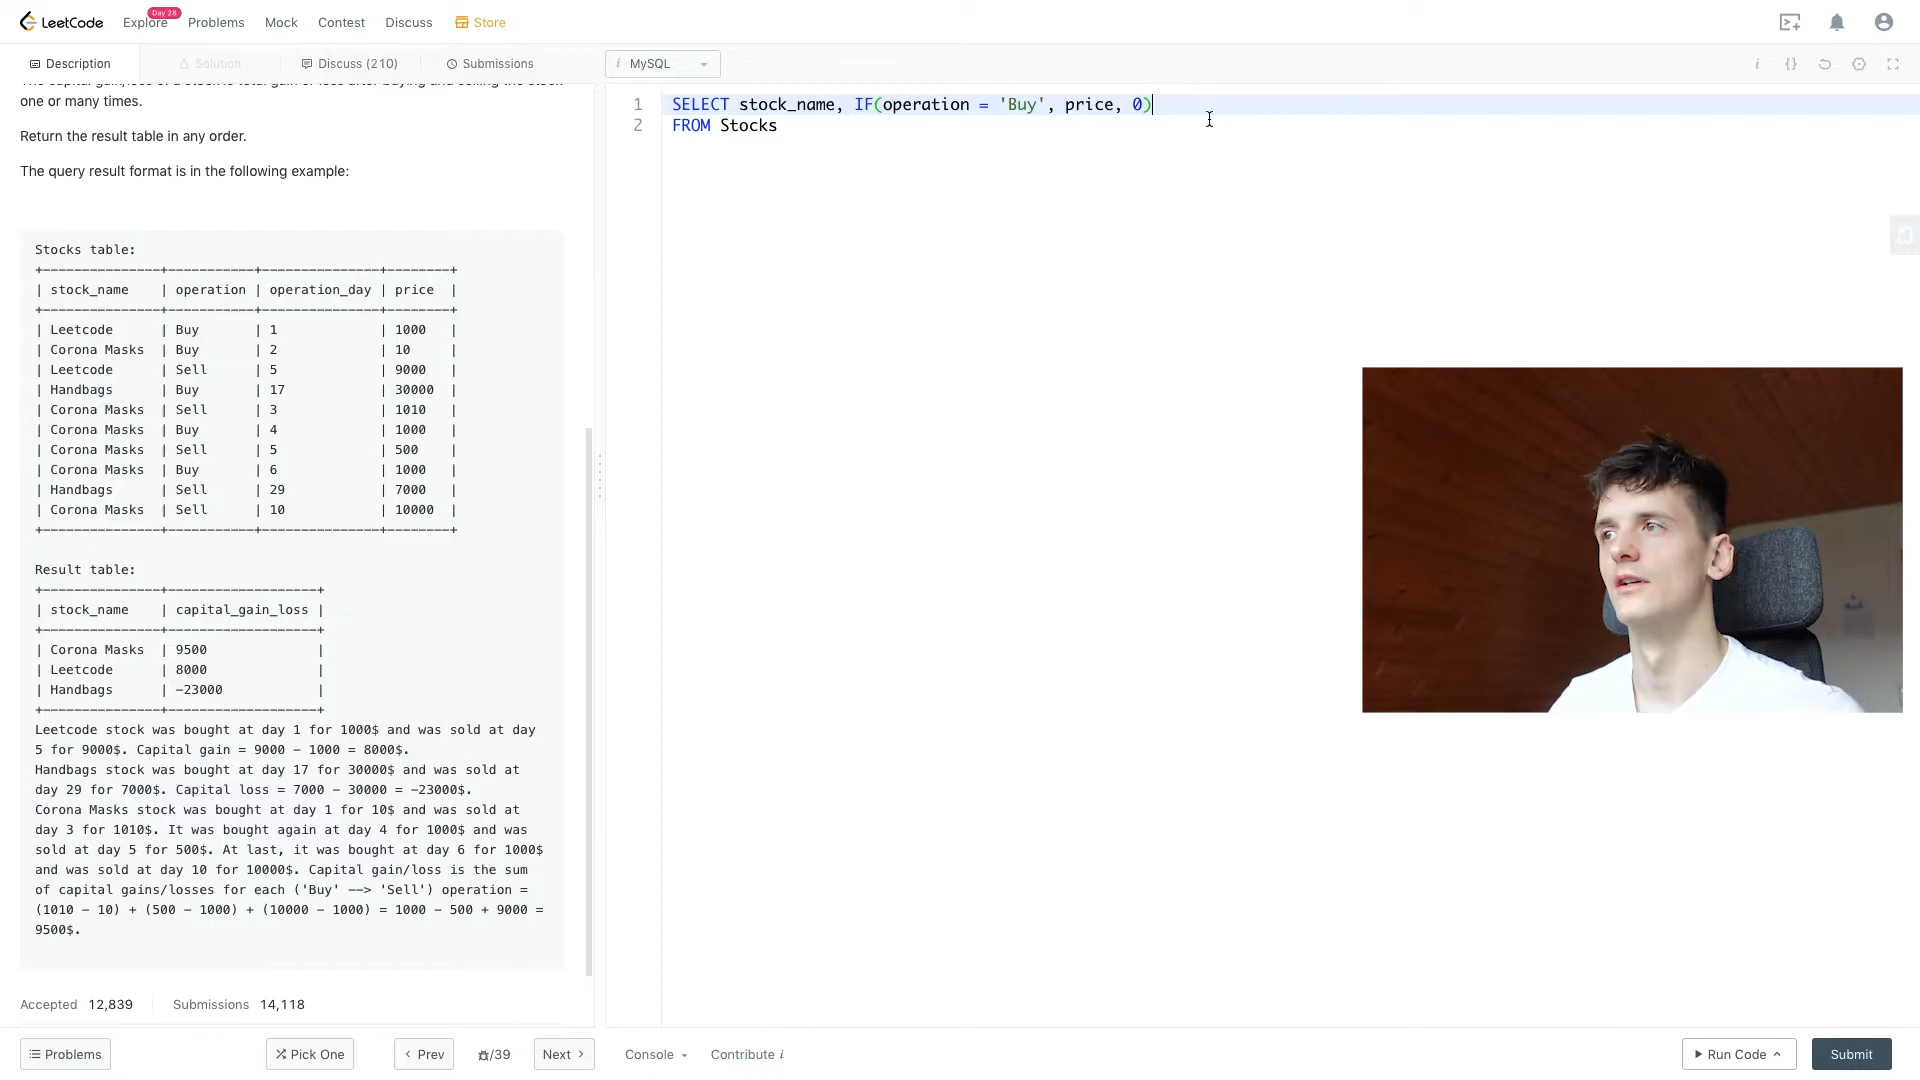 LeetCode
Explore
Day 28
Problems
Mock
Contest
Discuss
Store
Description
Solution
Discuss (210)
Submissions
i MySQL
one or many times.
Return the result table in any order.
The query result format is in the following example:
Stocks table:
+---------------+-----------+---------------+--------+
| stock_name    | operation | operation_day | price  |
+---------------+-----------+---------------+--------+
| Leetcode      | Buy       | 1             | 1000   |
| Corona Masks  | Buy       | 2             | 10     |
| Leetcode      | Sell      | 5             | 9000   |
| Handbags      | Buy       | 17            | 30000  |
| Corona Masks  | Sell      | 3             | 1010   |
| Corona Masks  | Buy       | 4             | 1000   |
| Corona Masks  | Sell      | 5             | 500    |
| Corona Masks  | Buy       | 6             | 1000   |
| Handbags      | Sell      | 29            | 7000   |
| Corona Masks  | Sell      | 10            | 10000  |
+---------------+-----------+---------------+--------+
Result table:
+---------------+-------------------+
| stock_name    | capital_gain_loss |
+---------------+-------------------+
| Corona Masks  | 9500              |
| Leetcode      | 8000              |
| Handbags      | -23000            |
+---------------+-------------------+
Leetcode stock was bought at day 1 for 1000$ and was sold at day
5 for 9000$. Capital gain = 9000 - 1000 = 8000$.
Handbags stock was bought at day 17 for 30000$ and was sold at
day 29 for 7000$. Capital loss = 7000 - 30000 = -23000$.
Corona Masks stock was bought at day 1 for 10$ and was sold at
day 3 for 1010$. It was bought again at day 4 for 1000$ and was
sold at day 5 for 500$. At last, it was bought at day 6 for 1000$
and was sold at day 10 for 10000$. Capital gain/loss is the sum
of capital gains/losses for each ('Buy' --> 'Sell') operation =
(1010 - 10) + (500 - 1000) + (10000 - 1000) = 1000 - 500 + 9000 =
9500$.
Accepted 12,839
Submissions 14,118
1 SELECT stock_name, IF(operation = 'Buy', price, 0)
2 FROM Stocks
Problems
Pick One
Prev
/39
Next
Console
Contribute i
Run Code
Submit